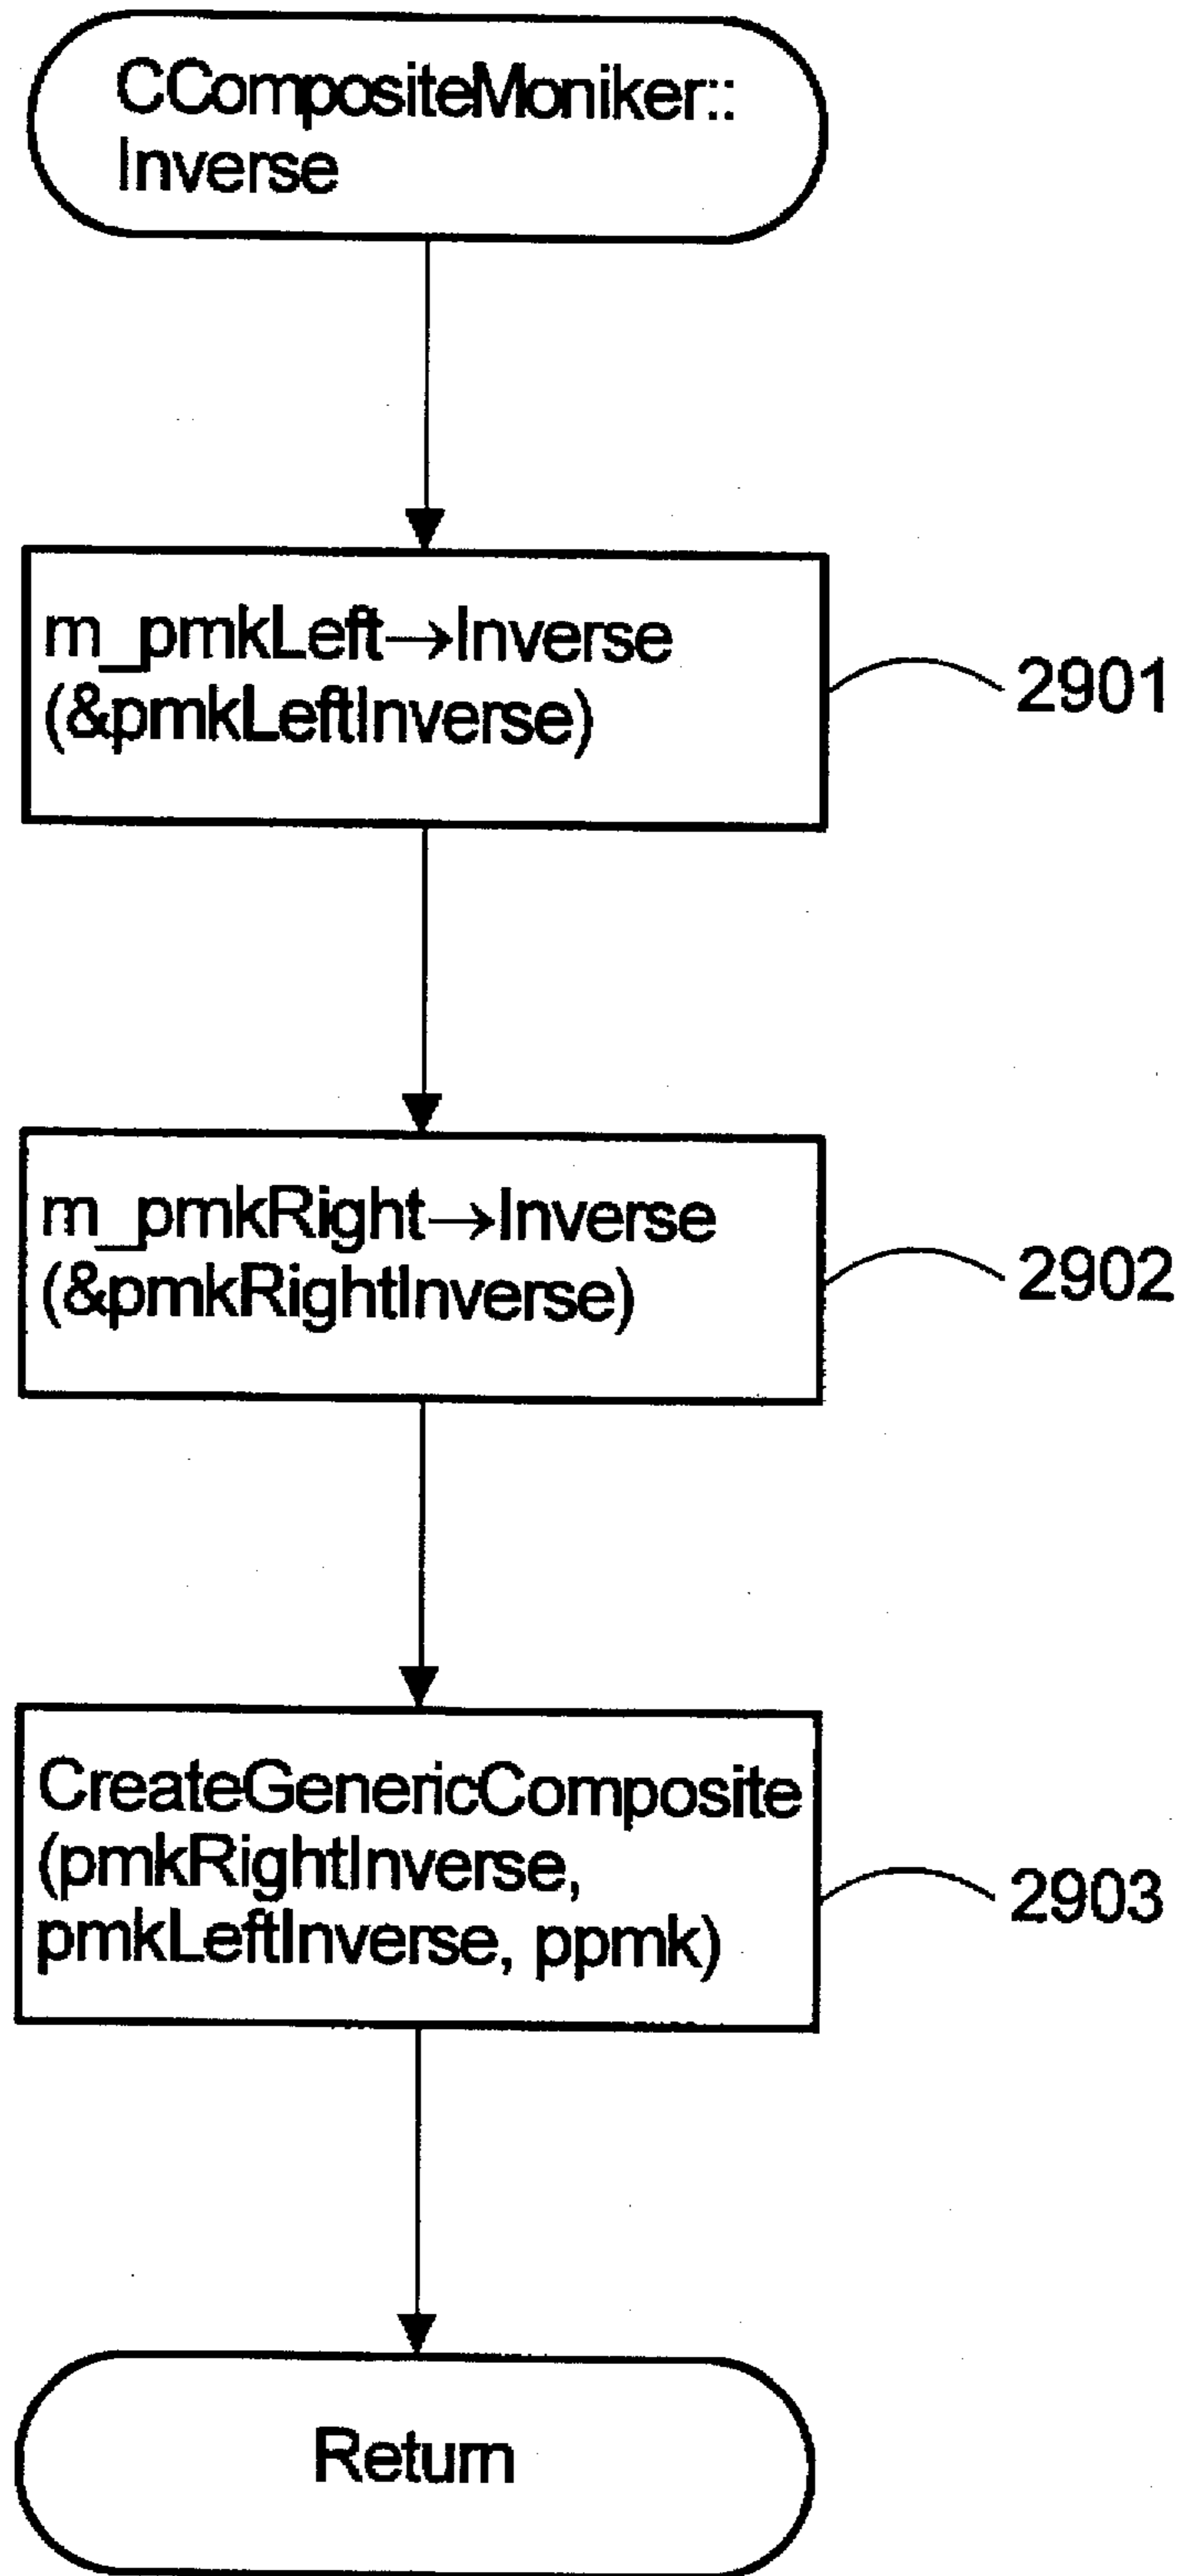 CCompositeMoniker::
Inverse
m_pmkLeft→Inverse
(&pmkLeftInverse)
2901
m_pmkRight→Inverse
(&pmkRightInverse)
2902
CreateGenericComposite
(pmkRightInverse,
pmkLeftInverse, ppmk)
2903
Return